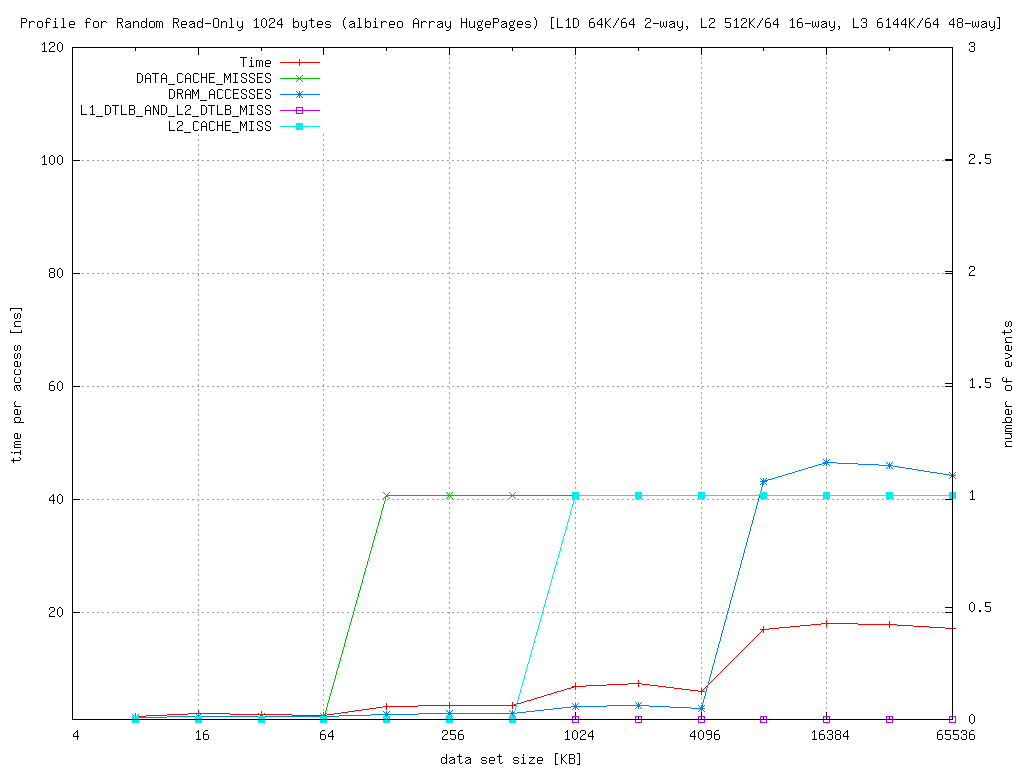 Profile for Random Read-Only 1024 bytes (albireo Array HugePages) [L1D 64K/64 2-way, L2 512K/64 16-way, L3 6144K/64 48-way]
Time
DATA_CACHE_MISSES
DRAM_ACCESSES
L1_DTLB_AND_L2_DTLB_MISS
L2_CACHE_MISS
time per access [ns]
120
100
80
60
40
20
3
2.5
2
1.5
1
0.5
0
number of events
4 16 64 256 1024 4096 16384 65536
data set size [KB]